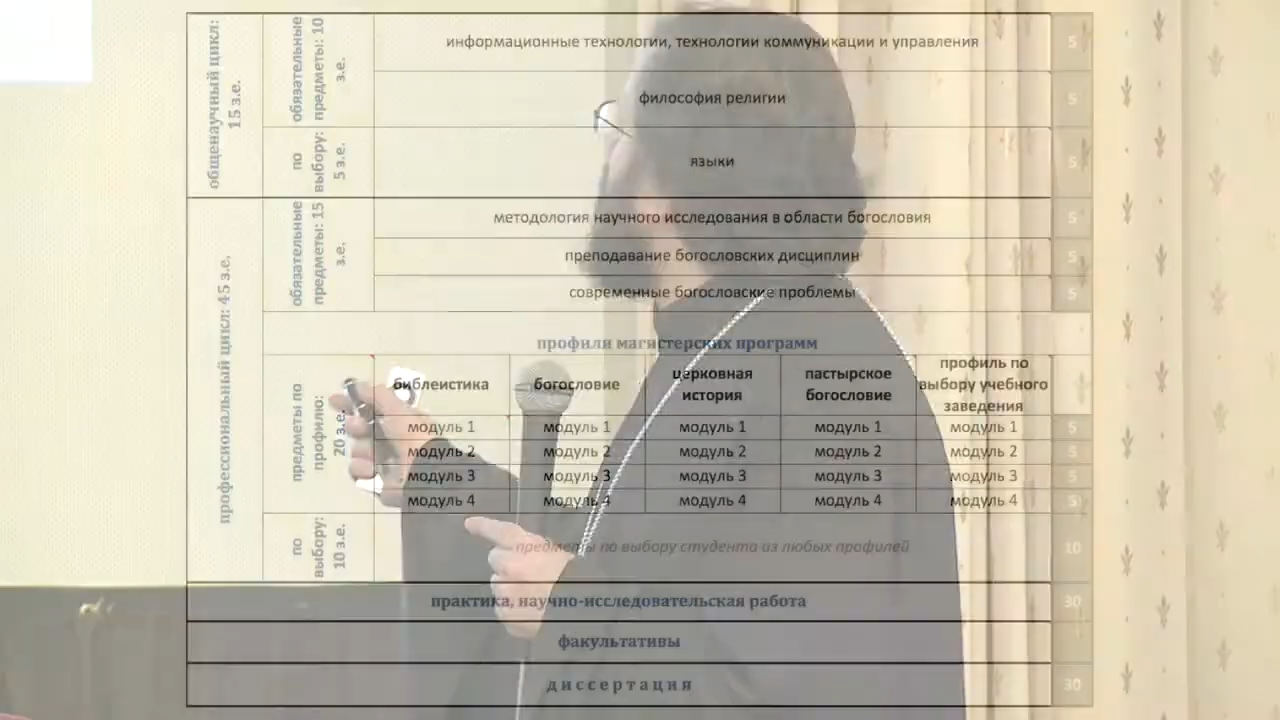 общенаучный цикл:
15 з.е.
обязательные
предметы: 10
з.е.
информационные технологии, технологии коммуникации и управления
5
философия религии
5
по
выбору:
5 з.е.
языки
5
профессиональный цикл: 45 з.е.
обязательные
предметы: 15
з.е.
методология научного исследования в области богословия
5
преподавание богословских дисциплин
5
современные богословские проблемы
5
профили магистерских программ
предметы по
профилю:
20 з.е.
библеистика
богословие
церковная
история
пастырское
богословие
профиль по
выбору учебного
заведения
модуль 1 модуль 1 модуль 1 модуль 1 модуль 1 5
модуль 2 модуль 2 модуль 2 модуль 2 модуль 2 5
модуль 3 модуль 3 модуль 3 модуль 3 модуль 3 5
модуль 4 модуль 4 модуль 4 модуль 4 модуль 4 5
по
выбору:
10 з.е.
предметы по выбору студента из любых профилей
10
практика, научно-исследовательская работа
30
факультативы
диссертация
30